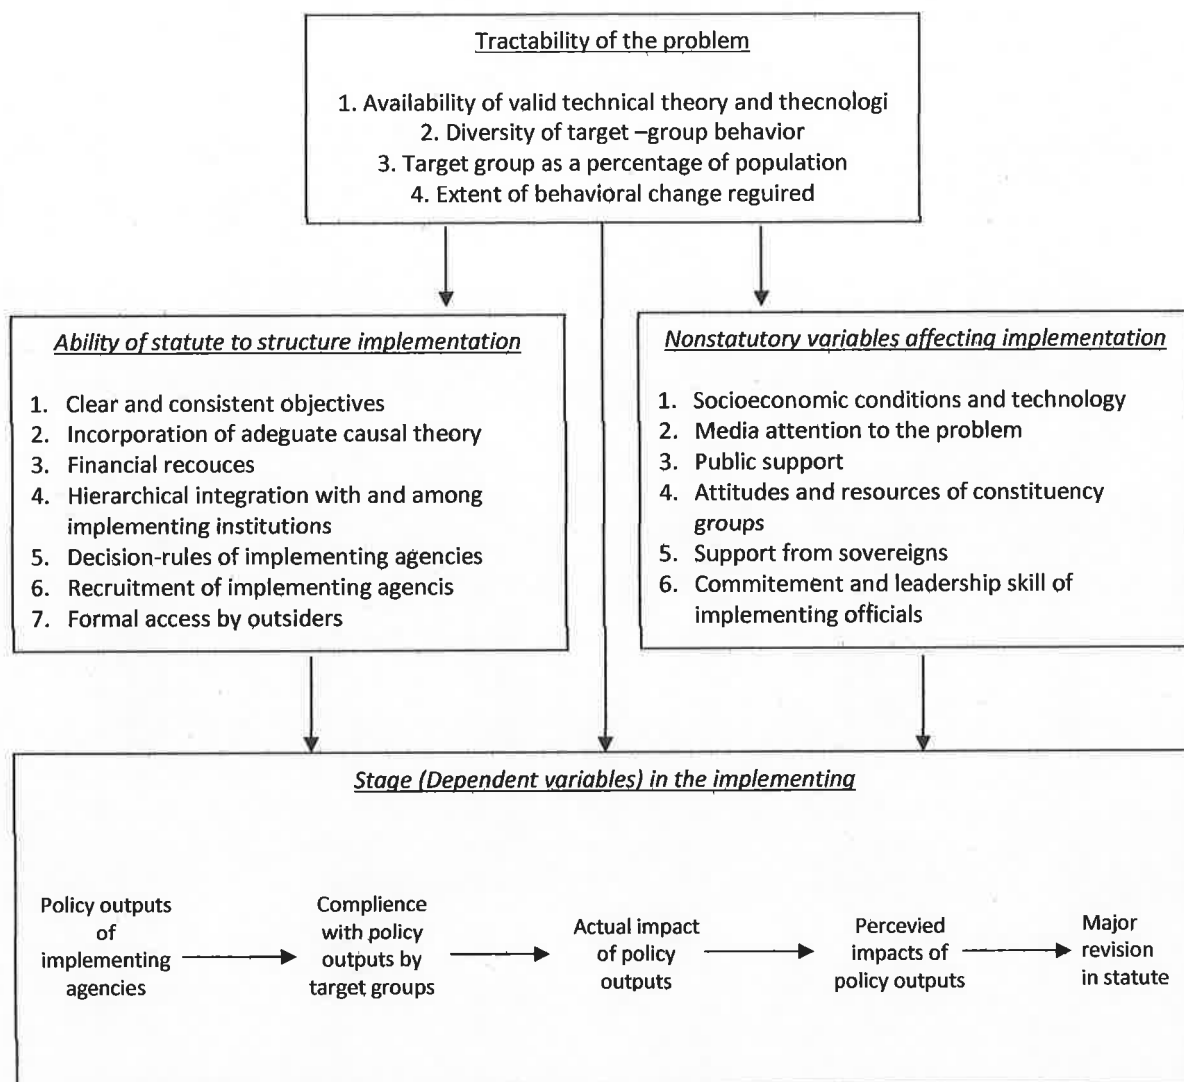 Tractability of the problem
1. Availability of valid technical theory and thecnologi
2. Diversity of target –group behavior
3. Target group as a percentage of population
4. Extent of behavioral change reguired
Ability of statute to structure implementation
1. Clear and consistent objectives
2. Incorporation of adeguate causal theory
3. Financial recouces
4. Hierarchical integration with and among
implementing institutions
5. Decision-rules of implementing agencies
6. Recruitment of implementing agencis
7. Formal access by outsiders
Nonstatutory variables affecting implementation
1. Socioeconomic conditions and technology
2. Media attention to the problem
3. Public support
4. Attitudes and resources of constituency
groups
5. Support from sovereigns
6. Commitement and leadership skill of
implementing officials
Stage (Dependent variables) in the implementing
Policy outputs
of
implementing
agencies
Complience
with policy
outputs by
target groups
Actual impact
of policy
outputs
Percevied
impacts of
policy outputs
Major
revision
in statute